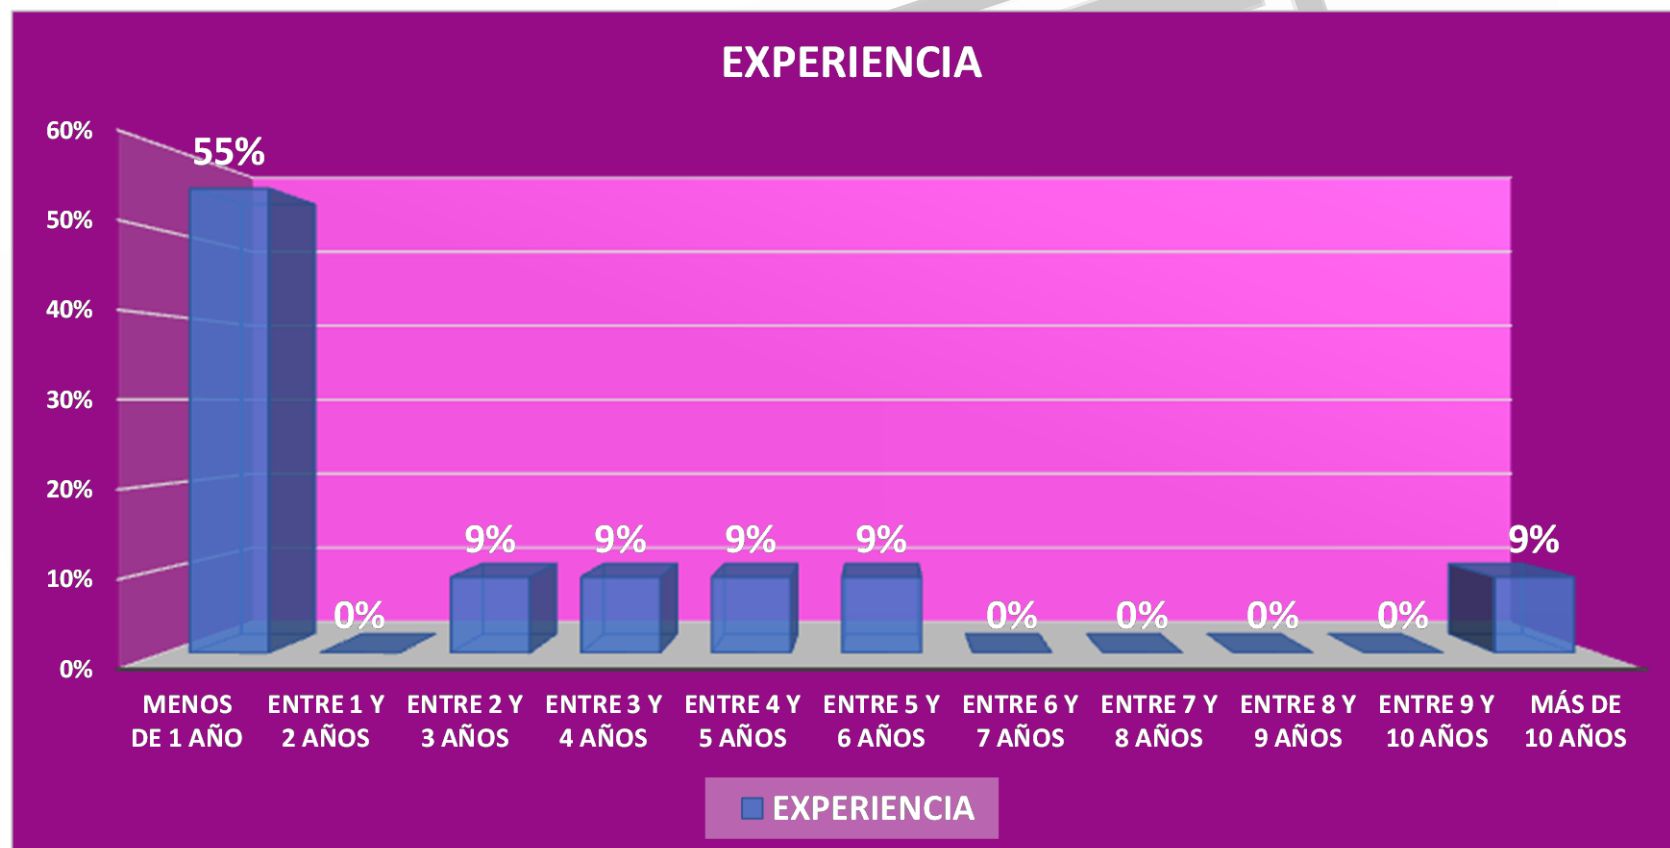 EXPERIENCIA
60%
50%
40%
30%
20%
10%
0%
55%
0%
9%
9%
9%
9%
0%
0%
0%
0%
9%
MENOS
DE 1 AÑO
ENTRE 1 Y
2 AÑOS
ENTRE 2 Y
3 AÑOS
ENTRE 3 Y
4 AÑOS
ENTRE 4 Y
5 AÑOS
ENTRE 5 Y
6 AÑOS
ENTRE 6 Y
7 AÑOS
ENTRE 7 Y
8 AÑOS
ENTRE 8 Y
9 AÑOS
ENTRE 9 Y
10 AÑOS
MÁS DE
10 AÑOS
EXPERIENCIA